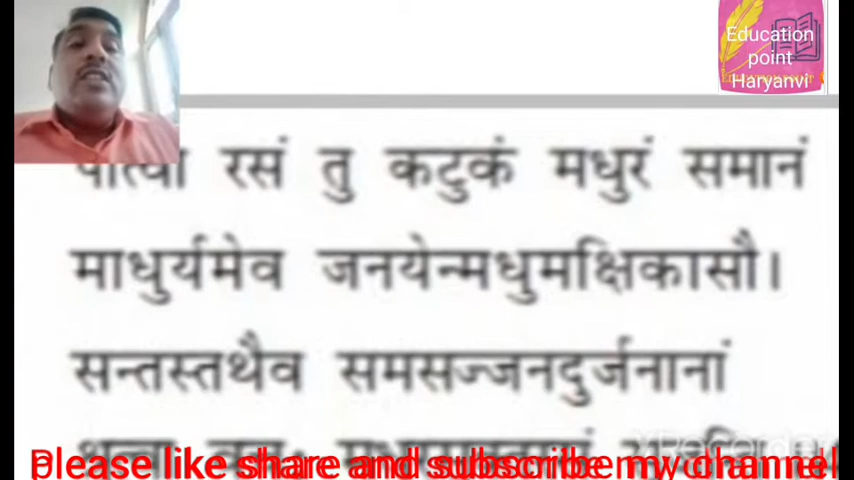 Education
point
Haryanvi
रसं तु कटुकं मधुरं समानं
माधुर्यमेव जनयेन्मधुमक्षिकासौ।
सन्तस्तथैव समसज्जनदुर्जनानां
please like share and subscribe my channel